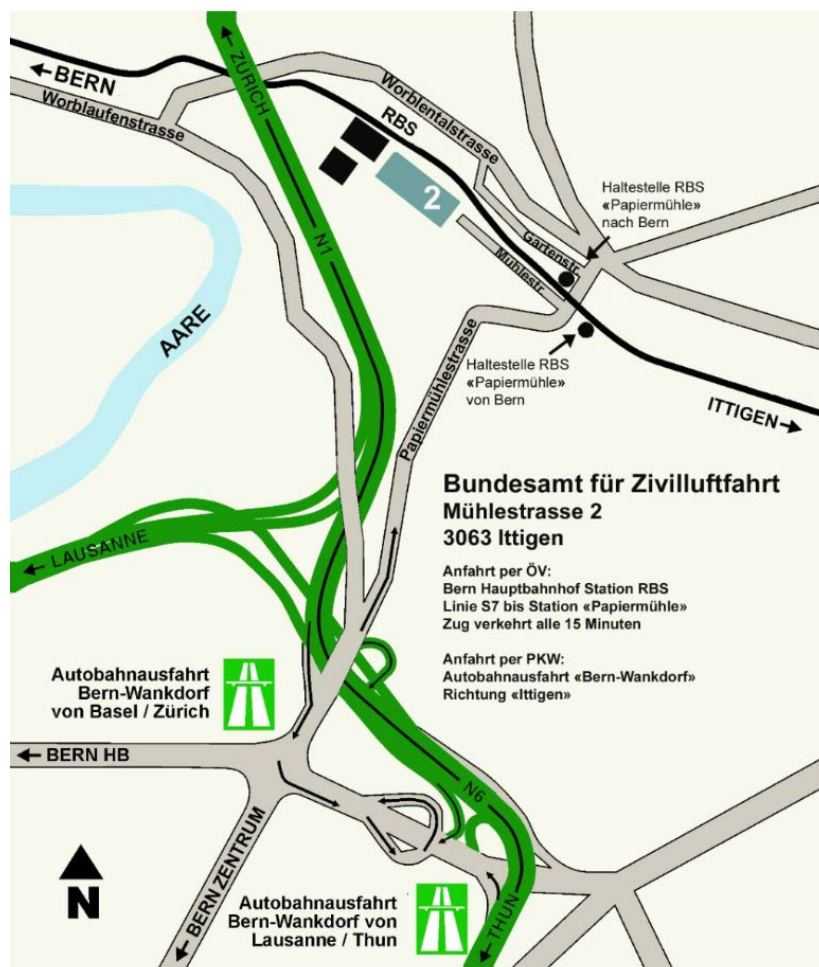 ZÜRICH
BERN
Worblaufenstrasse
Worblentalstrasse
RBS
2
N1
Haltestelle RBS
«Papiermühle»
nach Bern
Gartenstr.
Mühlestr.
AARE
Papiermühlestrasse
Haltestelle RBS
«Papiermühle»
von Bern
ITTIGEN
Bundesamt für Zivilluftfahrt
Mühlestrasse 2
3063 Ittigen
LAUSANNE
Anfahrt per ÖV:
Bern Hauptbahnhof Station RBS
Linie S7 bis Station «Papiermühle»
Zug verkehrt alle 15 Minuten
Anfahrt per PKW:
Autobahnausfahrt «Bern-Wankdorf»
Richtung «Ittigen»
Autobahnausfahrt
Bern-Wankdorf
von Basel / Zürich
BERN HB
N6
BERN ZENTRUM
N
Autobahnausfahrt
Bern-Wankdorf von
Lausanne / Thun
THUN